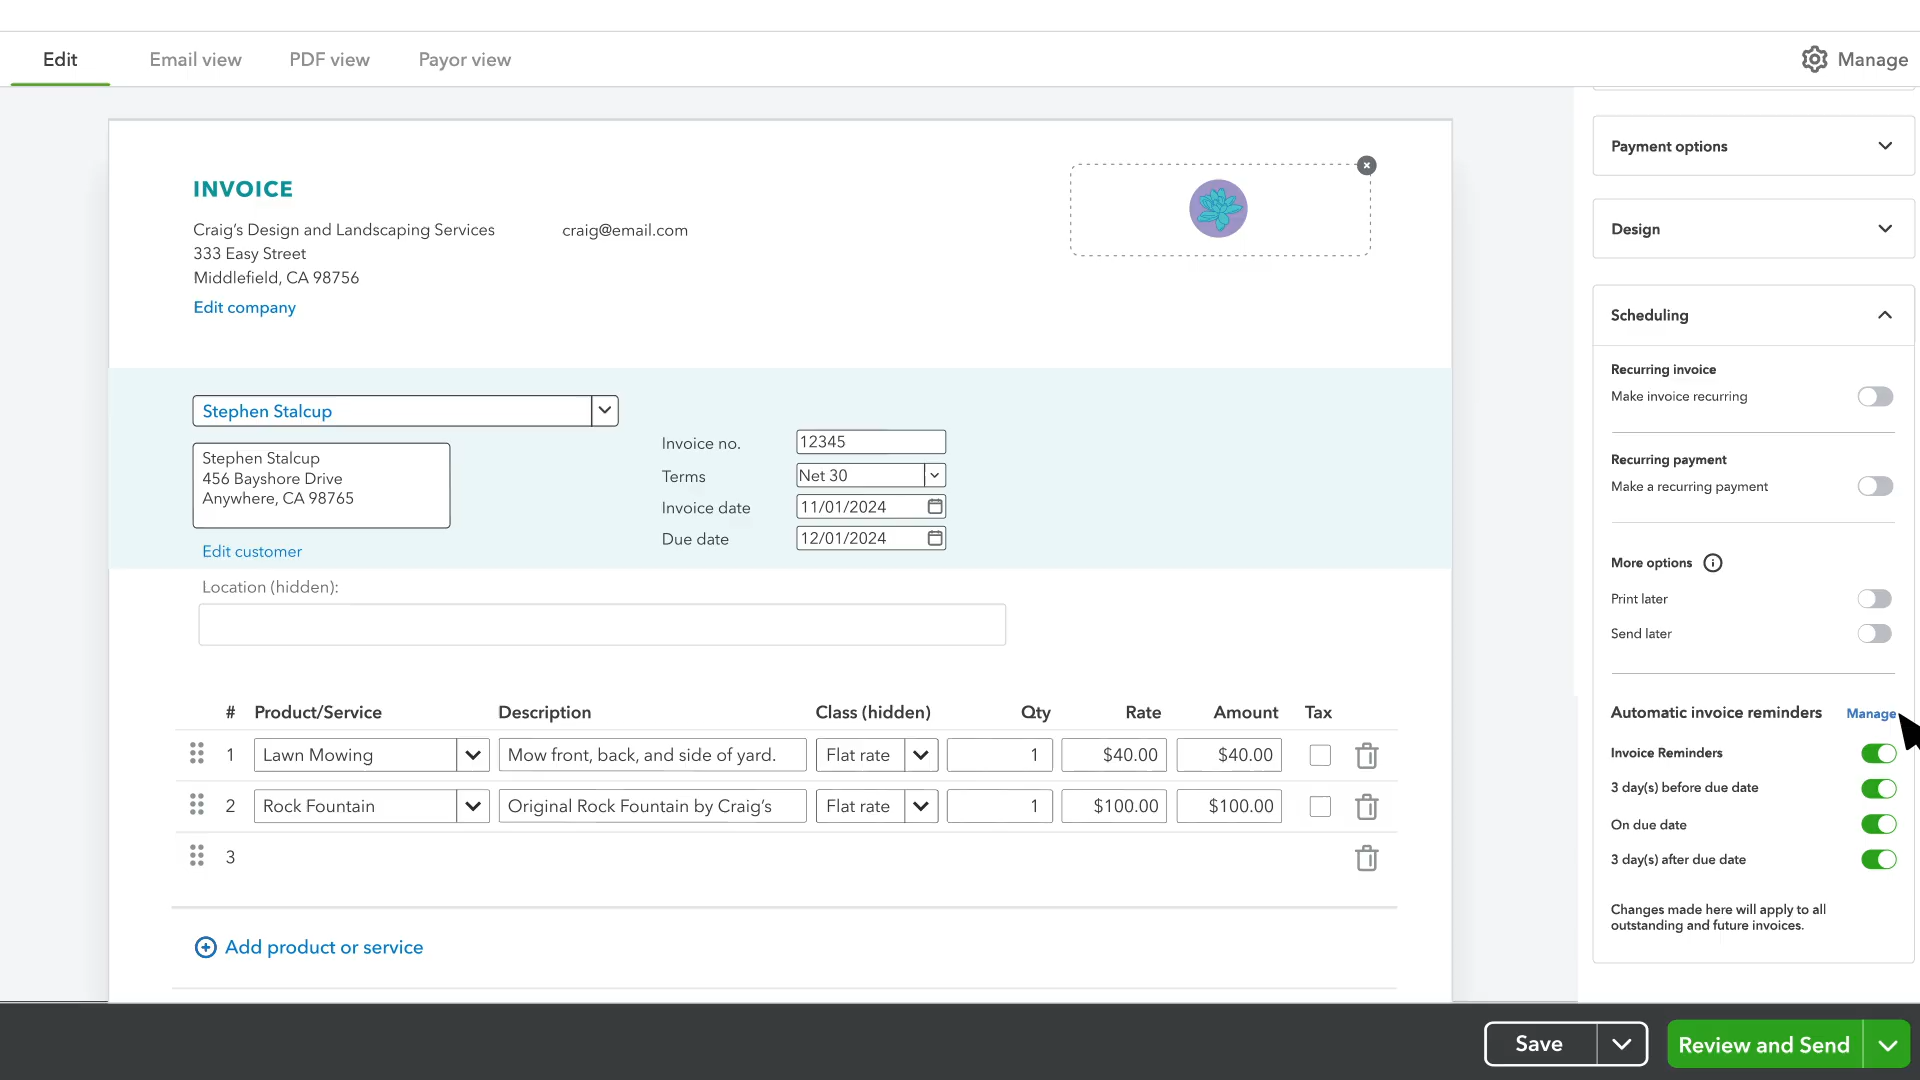 Edit
Email view
PDF view
Payor view
Manage
INVOICE
Craig's Design and Landscaping Services
craig@email.com
333 Easy Street
Middlefield, CA 98756
Edit company
Stephen Stalcup
Stephen Stalcup
456 Bayshore Drive
Anywhere, CA 98765
Edit customer
Invoice no. 12345
Terms Net 30
Invoice date 11/01/2024
Due date 12/01/2024
Location (hidden):
# Product/Service Description Class (hidden) Qty Rate Amount Tax
1 Lawn Mowing Mow front, back, and side of yard. Flat rate 1 $40.00 $40.00
2 Rock Fountain Original Rock Fountain by Craig's Flat rate 1 $100.00 $100.00
3
Add product or service
Payment options
Design
Scheduling
Recurring invoice
Make invoice recurring
Recurring payment
Make a recurring payment
More options
Print later
Send later
Automatic invoice reminders Manage
Invoice Reminders
3 day(s) before due date
On due date
3 day(s) after due date
Changes made here will apply to all
outstanding and future invoices.
Save
Review and Send